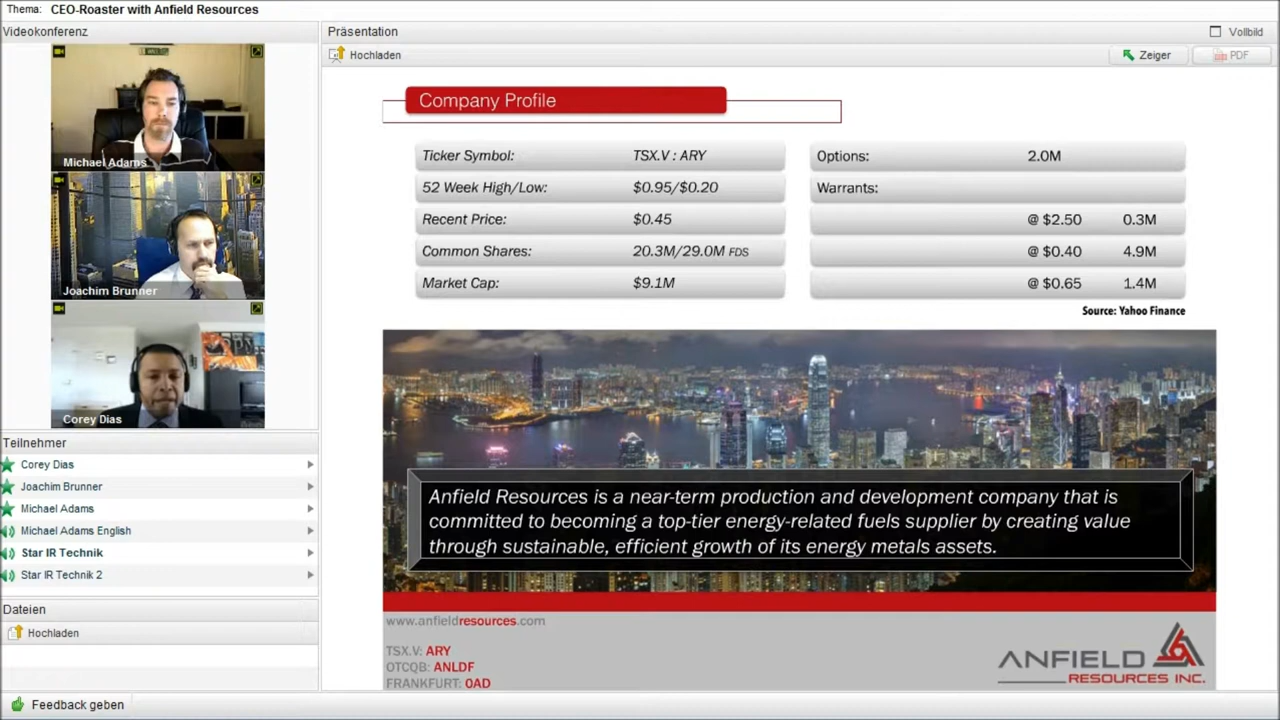 Thema: CEO-Roaster with Anfield Resources
Videokonferenz
Michael Adams
Joachim Brunner
Corey Dias
Teilnehmer
Corey Dias
Joachim Brunner
Michael Adams
Michael Adams English
Star IR Technik
Star IR Technik 2
Dateien
Hochladen
Feedback geben
Präsentation
Vollbild
Hochladen
Zeiger
PDF
Company Profile
Ticker Symbol: TSX.V : ARY
52 Week High/Low: $0.95/$0.20
Recent Price: $0.45
Common Shares: 20.3M/29.0M FDS
Market Cap: $9.1M
Options: 2.0M
Warrants:
@ $2.50 0.3M
@ $0.40 4.9M
@ $0.65 1.4M
Source: Yahoo Finance
Anfield Resources is a near-term production and development company that is
committed to becoming a top-tier energy-related fuels supplier by creating value
through sustainable, efficient growth of its energy metals assets.
www.anfieldresources.com
TSX.V: ARY
OTCQB: ANLDF
FRANKFURT: 0AD
ANFIELD
RESOURCES INC.